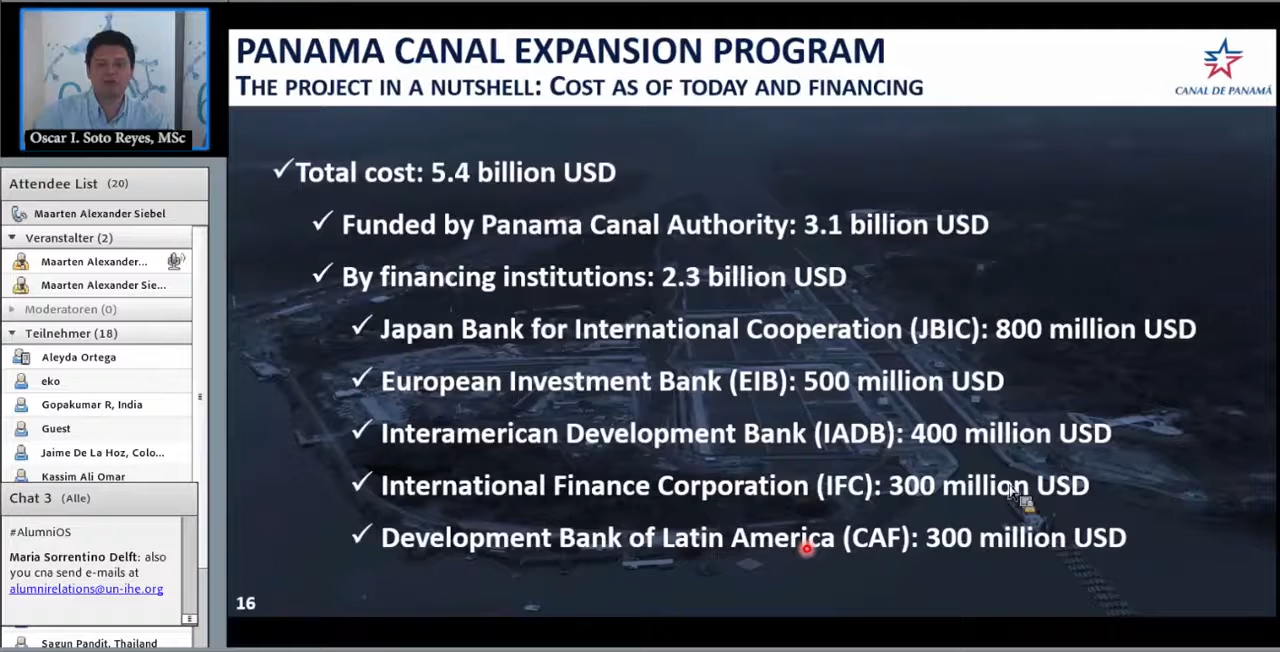 Oscar I. Soto Reyes, MSc
PANAMA CANAL EXPANSION PROGRAM
THE PROJECT IN A NUTSHELL: COST AS OF TODAY AND FINANCING
CANAL DE PANAMÁ
✓Total cost: 5.4 billion USD
✓ Funded by Panama Canal Authority: 3.1 billion USD
✓ By financing institutions: 2.3 billion USD
✓ Japan Bank for International Cooperation (JBIC): 800 million USD
✓ European Investment Bank (EIB): 500 million USD
✓ Interamerican Development Bank (IADB): 400 million USD
✓ International Finance Corporation (IFC): 300 million USD
✓ Development Bank of Latin America (CAF): 300 million USD
16
Attendee List (20)
Maarten Alexander Siebel
Veranstalter (2)
Maarten Alexander...
Maarten Alexander Sie...
Moderatoren (0)
Teilnehmer (18)
Aleyda Ortega
eko
Gopakumar R, India
Guest
Jaime De La Hoz, Colo...
Kassim Ali Omar
Chat 3 (Alle)
#AlumniOS
Maria Sorrentino Delft: also
you cna send e-mails at
alumnirelations@un-ihe.org
Sagun Pandit, Thailand